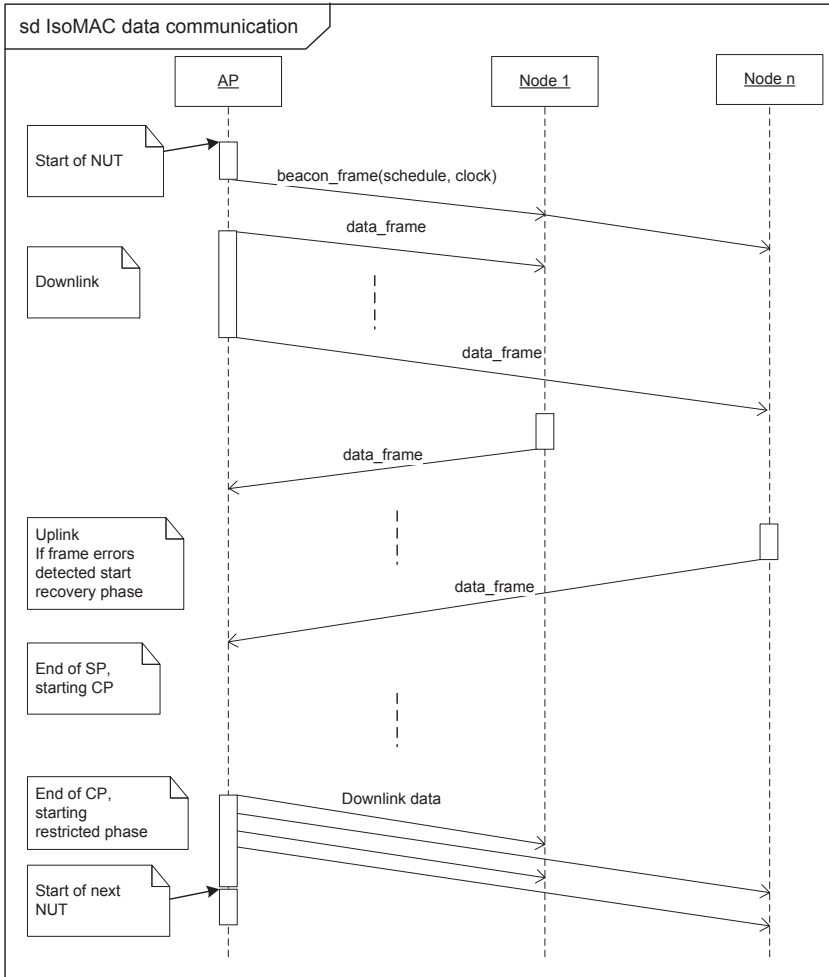 sd IsoMAC data communication
AP
Node 1
Node n
Start of NUT
beacon_frame(schedule, clock)
data_frame
Downlink
data_frame
data_frame
Uplink
If frame errors
detected start
recovery phase
data_frame
End of SP,
starting CP
End of CP,
starting
restricted phase
Downlink data
Start of next
NUT